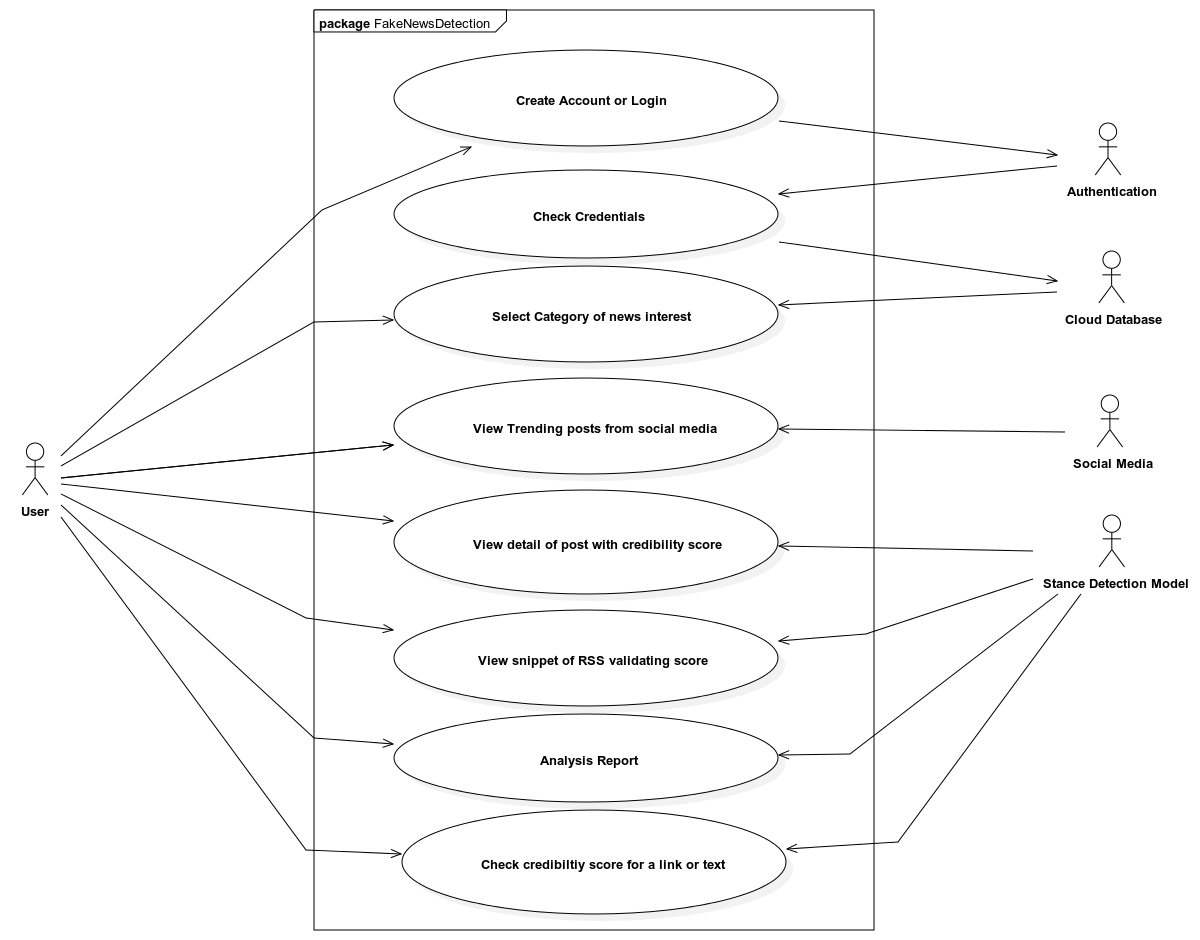 package FakeNewsDetection
Create Account or Login
Authentication
Check Credentials
Cloud Database
Select Category of news interest
View Trending posts from social media
Social Media
User
View detail of post with credibility score
Stance Detection Model
View snippet of RSS validating score
Analysis Report
Check credibiltiy score for a link or text